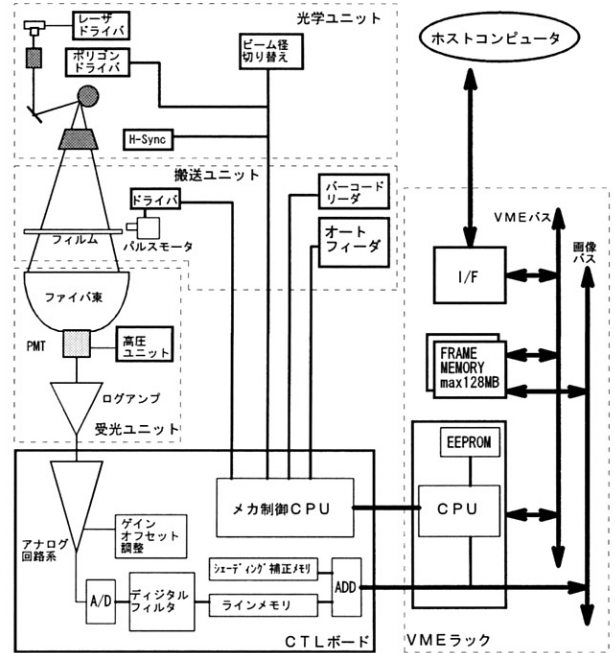 レーザ
ドライバ
光学ユニット
ポリゴン
ドライバ
ビーム径
切り替え
ホストコンピュータ
H-Sync
搬送ユニット
ドライバ
バーコード
リーダ
パルスモータ
フィルム
オート
フィーダ
VMEバス
画像
バス
I/F
ファイバ束
PMT
高圧
ユニット
FRAME
MEMORY
max128MB
ログアンプ
受光ユニット
EEPROM
メカ制御CPU
CPU
アナログ
回路系
ゲイン
オフセット
調整
シェーディング補正メモリ
A/D
ディジタル
フィルタ
ラインメモリ
ADD
CTLボード
VMEラック